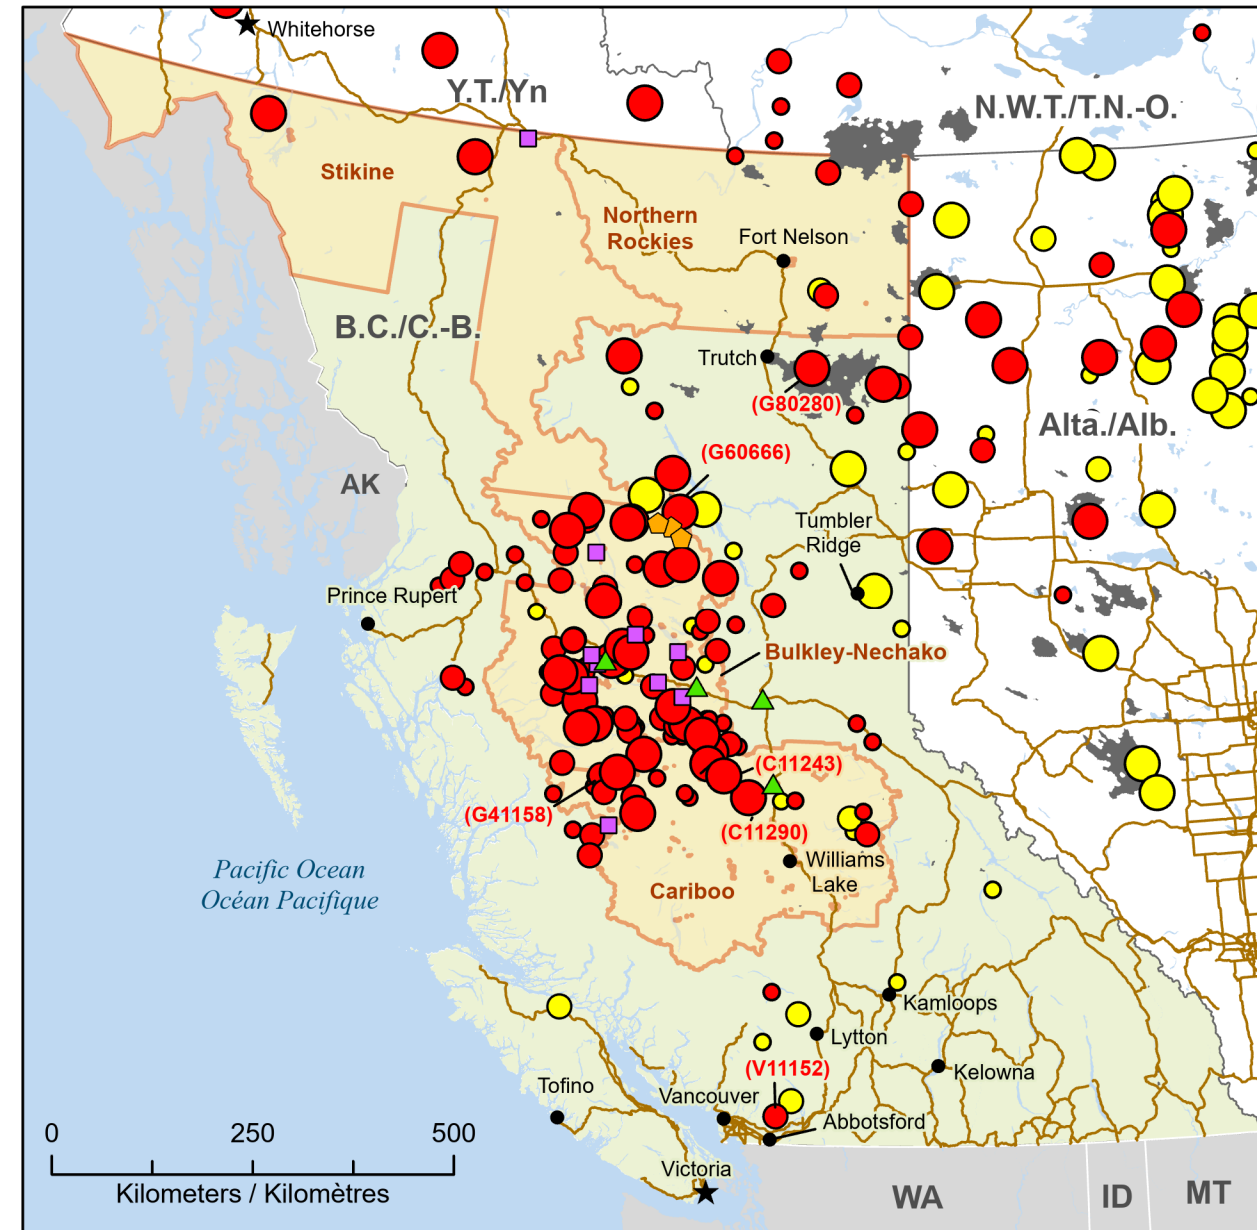 Whitehorse
Y.T./Yn
N.W.T./T.N.-O.
Stikine
Northern
Rockies
Fort Nelson
B.C./C.-B.
Trutch
(G80280)
Alta./Alb.
(G60666)
AK
Tumbler
Ridge
Prince Rupert
Bulkley-Nechako
(C11243)
(G41158)
(C11290)
Williams
Lake
Cariboo
Pacific Ocean
Océan Pacifique
Kamloops
Lytton
(V11152)
Kelowna
Tofino
Vancouver
Abbotsford
0 250 500
Kilometers / Kilomètres
Victoria
WA
ID
MT